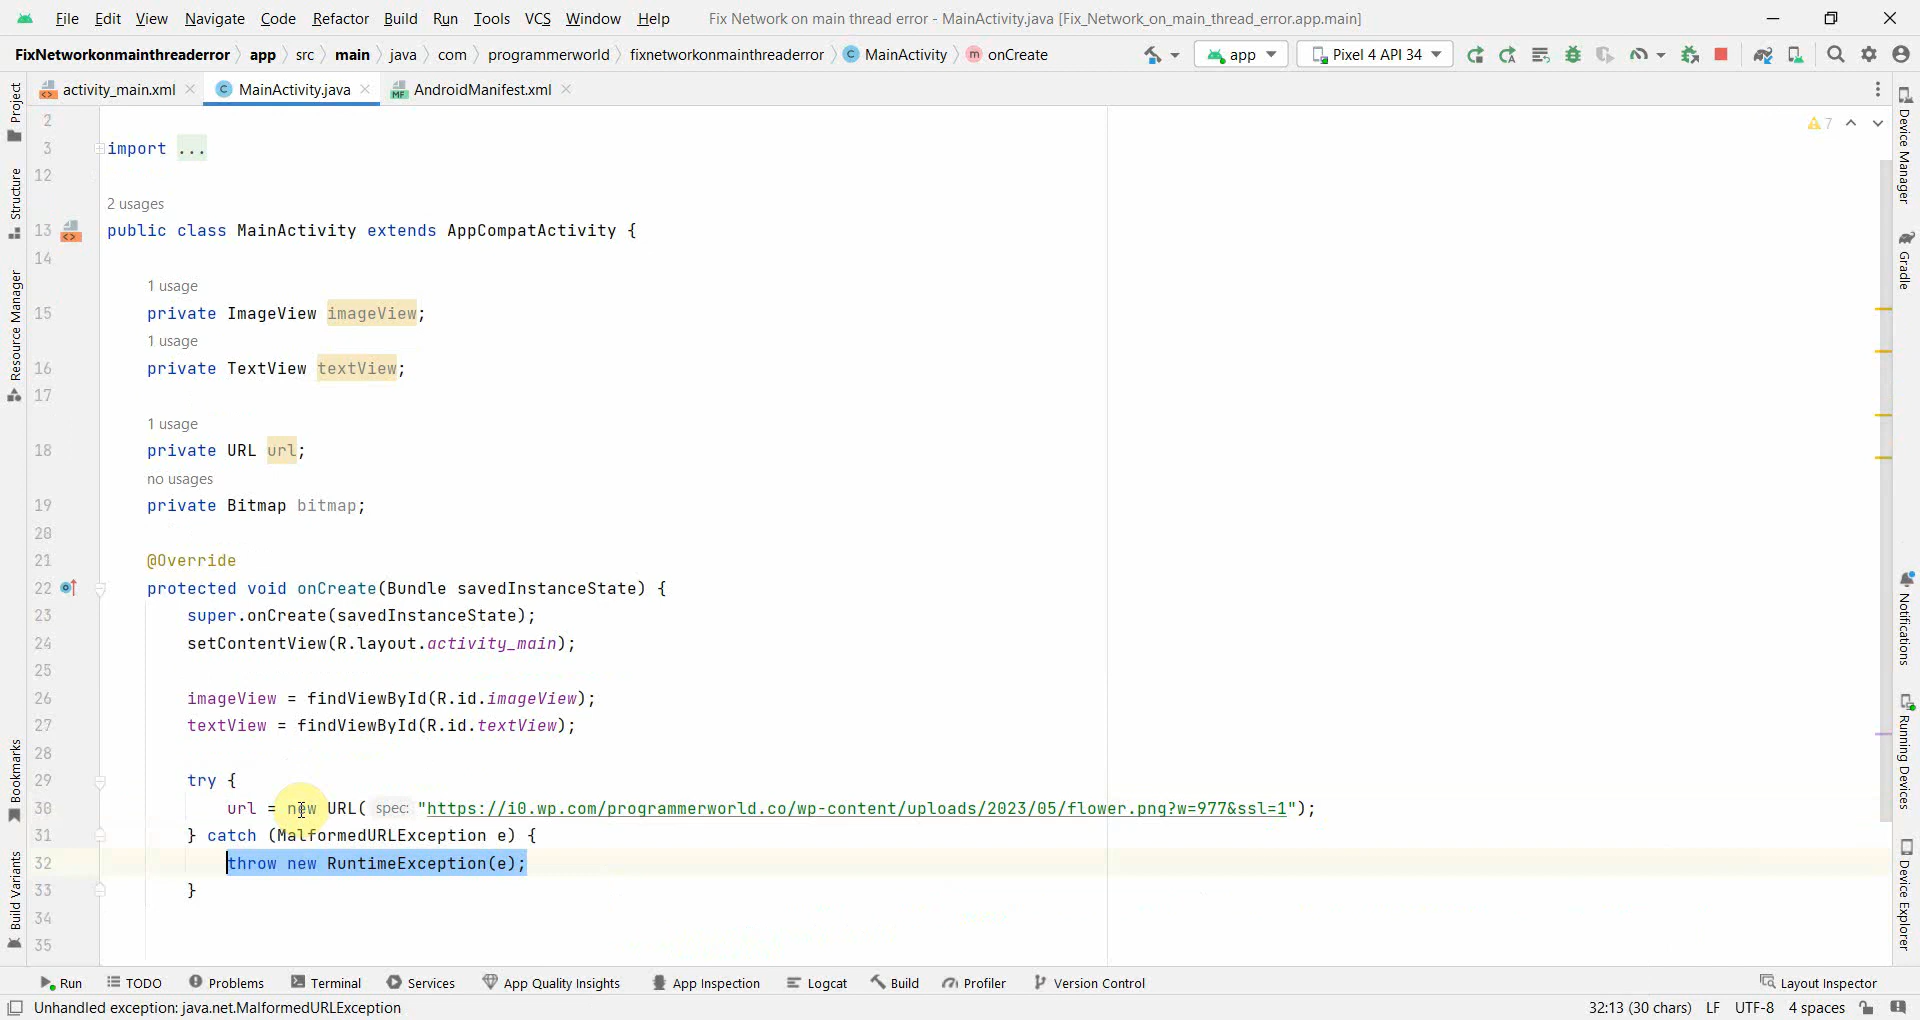 File Edit View Navigate Code Refactor Build Run Tools VCS Window Help Fix Network on main thread error - MainActivity.java [Fix_Network_on_main_thread_error.app.main]
FixNetworkonmainthreaderror app src main java com programmerworld fixnetworkonmainthreaderror MainActivity onCreate app Pixel 4 API 34
activity_main.xml MainActivity.java AndroidManifest.xml
Project
Structure
Resource Manager
Bookmarks
Build Variants
2
3 import ...
7
12
2 usages
13 public class MainActivity extends AppCompatActivity {
14
1 usage
15 private ImageView imageView;
1 usage
16 private TextView textView;
17
1 usage
18 private URL url;
no usages
19 private Bitmap bitmap;
20
21 @Override
22 protected void onCreate(Bundle savedInstanceState) {
23 super.onCreate(savedInstanceState);
24 setContentView(R.layout.activity_main);
25
26 imageView = findViewById(R.id.imageView);
27 textView = findViewById(R.id.textView);
28
29 try {
30 url = new URL( spec: "https://i0.wp.com/programmerworld.co/wp-content/uploads/2023/05/flower.png?w=977&ssl=1");
31 } catch (MalformedURLException e) {
32 throw new RuntimeException(e);
33 }
34
35
Device Manager
Gradle
Notifications
Running Devices
Device Explorer
Run TODO Problems Terminal Services App Quality Insights App Inspection Logcat Build Profiler Version Control Layout Inspector
Unhandled exception: java.net.MalformedURLException 32:13 (30 chars) LF UTF-8 4 spaces